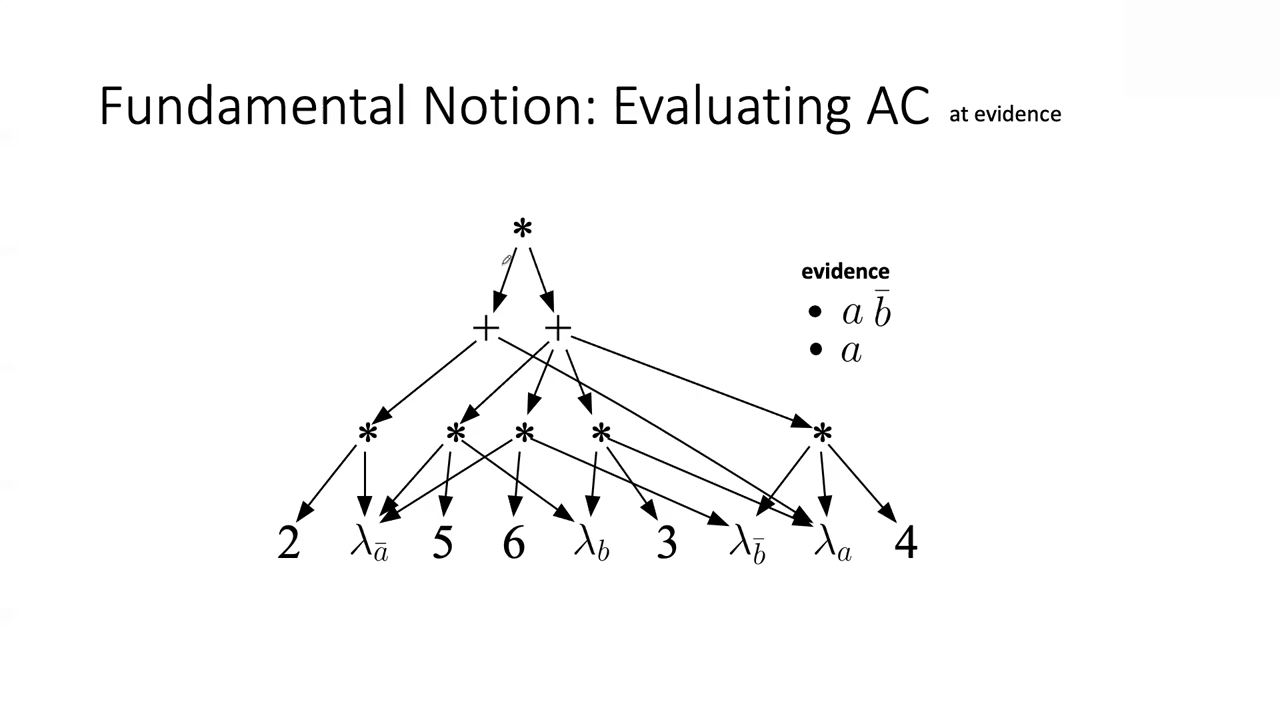 Fundamental Notion: Evaluating AC at evidence
*
evidence
• a b̄
+ +
• a
* * * * *
2 λā 5 6 λb 3 λb̄ λa 4